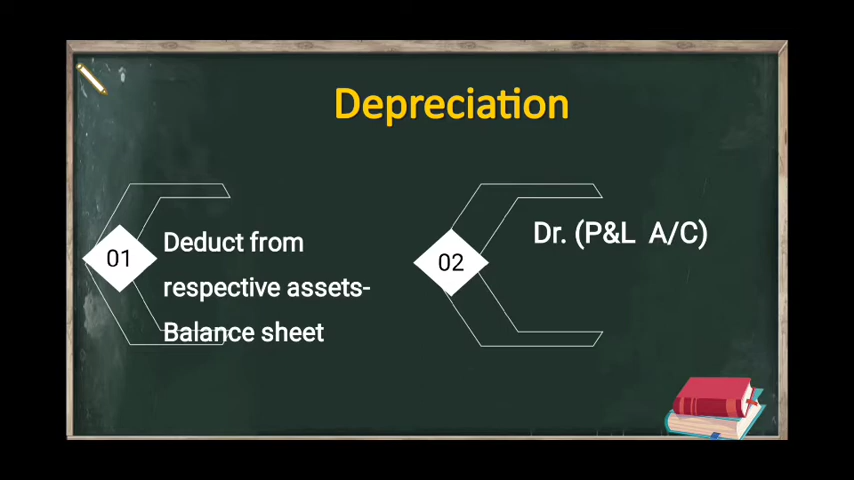 Depreciation
01
Deduct from
respective assets-
Balance sheet
02
Dr. (P&L A/C)